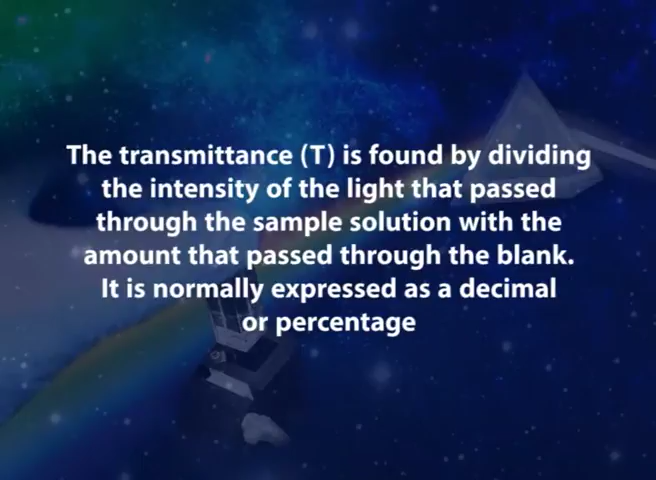 The transmittance (T) is found by dividing
the intensity of the light that passed
through the sample solution with the
amount that passed through the blank.
It is normally expressed as a decimal
or percentage